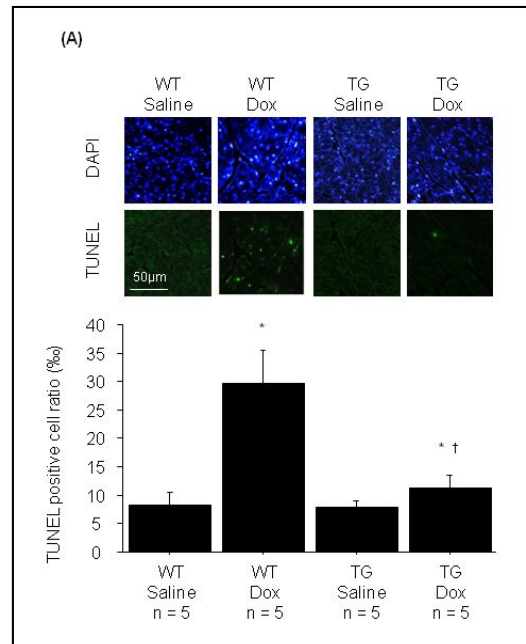 (A)
WT Saline
WT Dox
TG Saline
TG Dox
DAPI
TUNEL
50μm
TUNEL positive cell ratio (‰)
40
35
30
25
20
15
10
5
0
*
* †
WT Saline n = 5
WT Dox n = 5
TG Saline n = 5
TG Dox n = 5